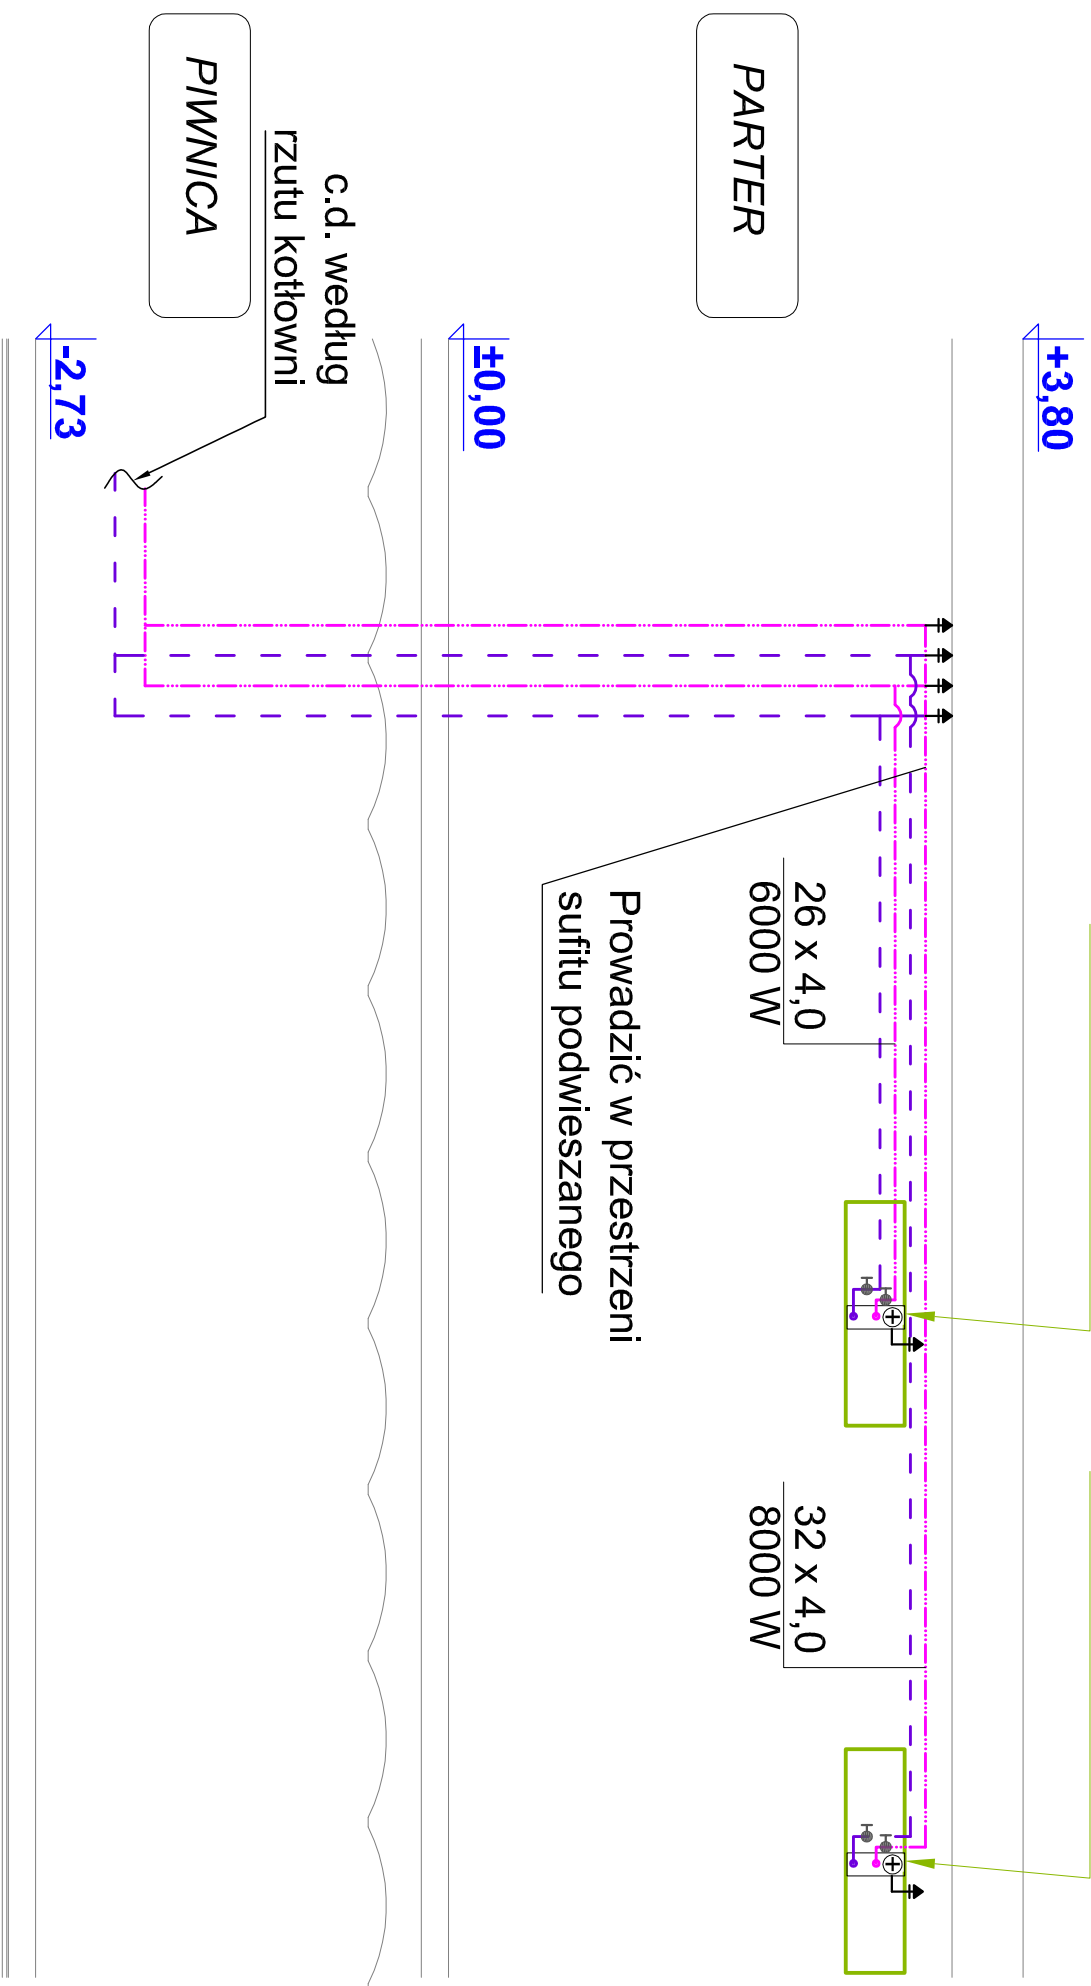 +3,80
PARTER
26 x 4,0
6000 W
32 x 4,0
8000 W
Prowadzić w przestrzeni
sufitu podwieszanego
±0,00
c.d. według
rzutu kotłowni
PIWNICA
-2,73